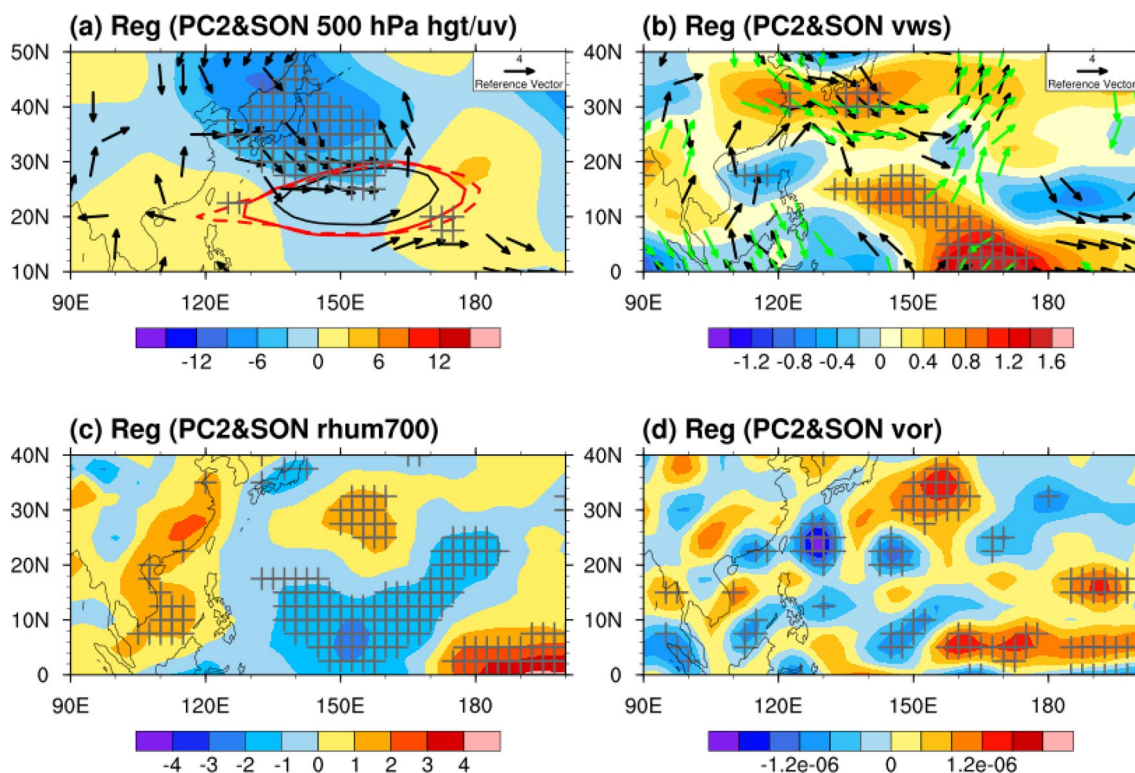 (a) Reg (PC2&SON 500 hPa hgt/uv)
50N
40N
30N
20N
10N
90E 120E 150E 180
4
Reference Vector
-12 -6 0 6 12
(b) Reg (PC2&SON vws)
40N
30N
20N
10N
0
90E 120E 150E 180
4
Reference Vector
-1.2 -0.8 -0.4 0 0.4 0.8 1.2 1.6
(c) Reg (PC2&SON rhum700)
40N
30N
20N
10N
0
90E 120E 150E 180
-4 -3 -2 -1 0 1 2 3 4
(d) Reg (PC2&SON vor)
40N
30N
20N
10N
0
90E 120E 150E 180
-1.2e-06 0 1.2e-06